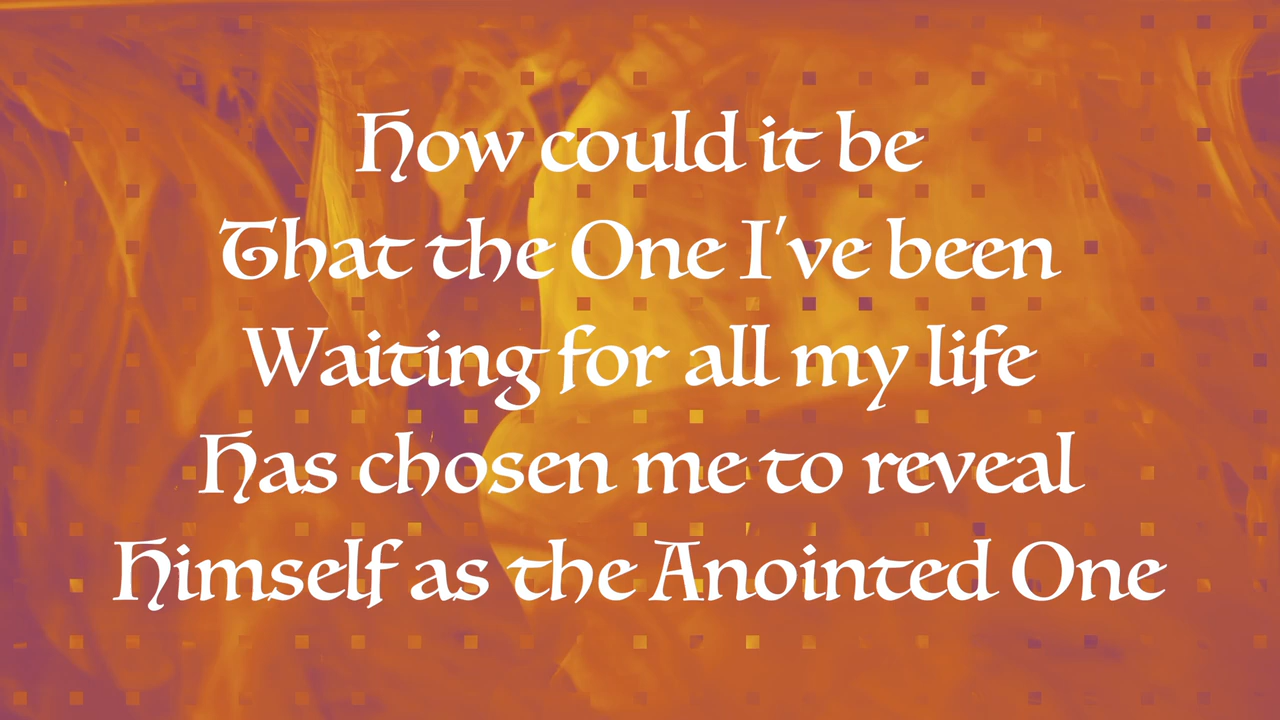 How could it be
That the One I've been
Waiting for all my life
Has chosen me to reveal
Himself as the Anointed One